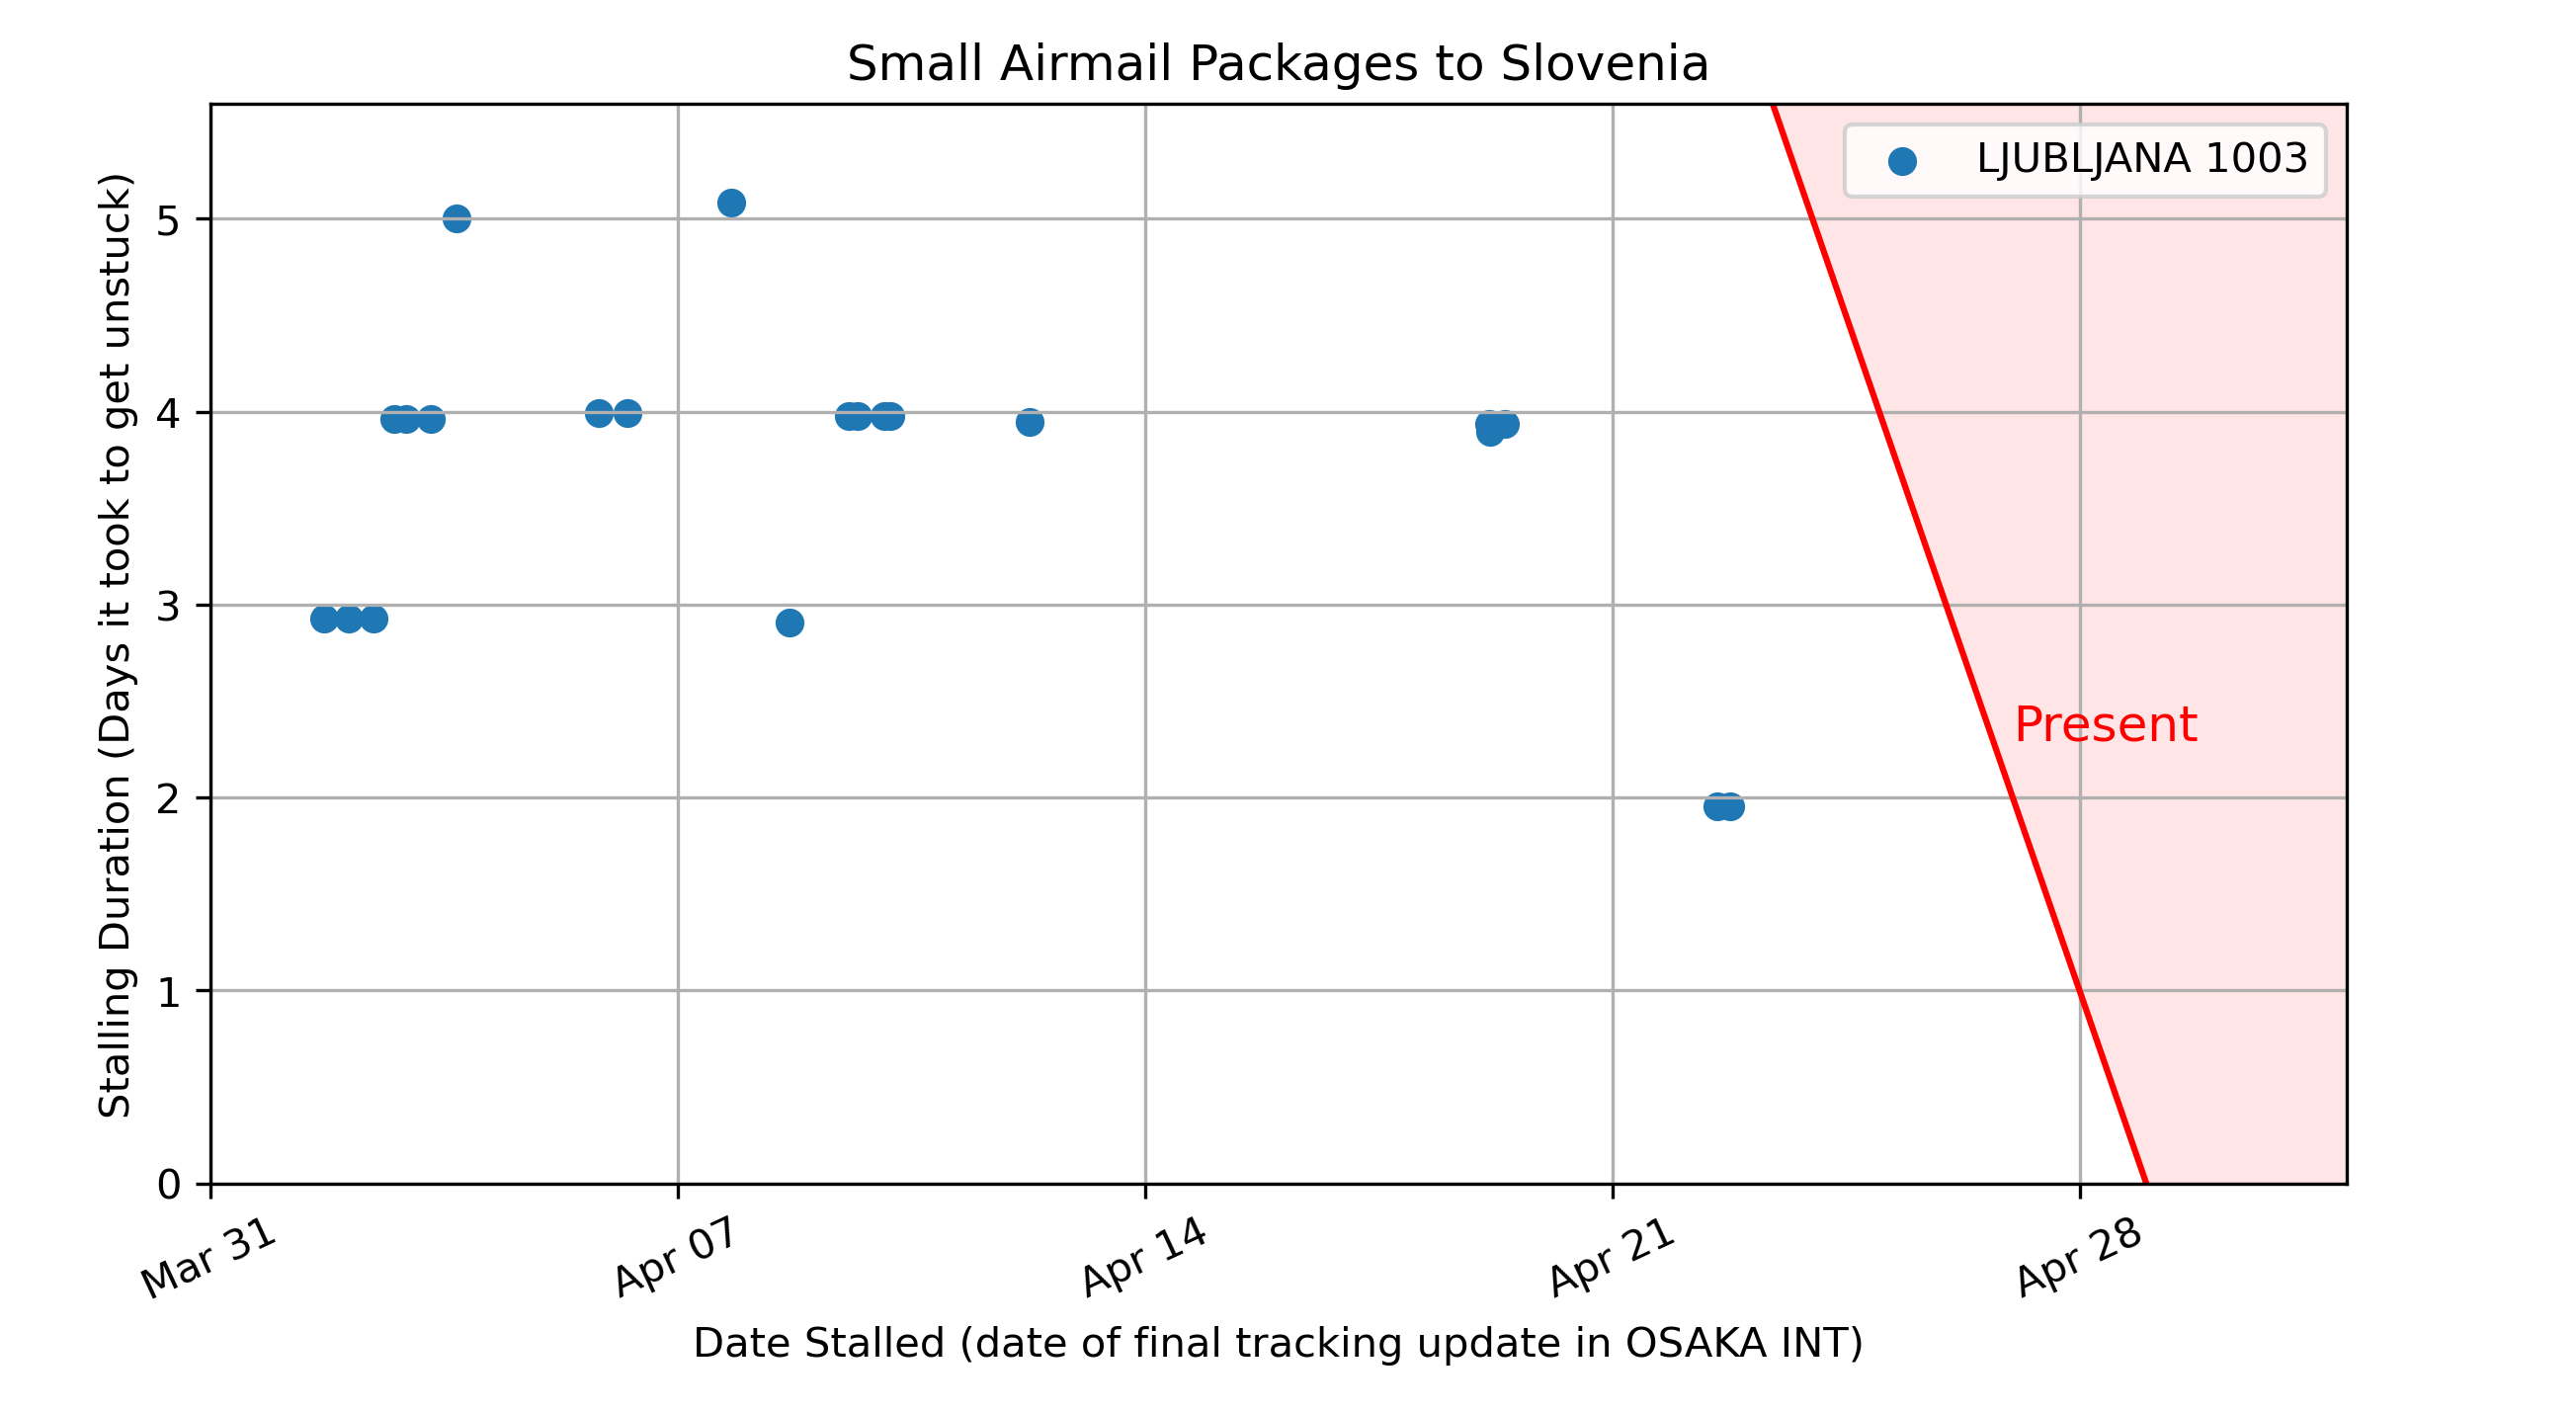 Small Airmail Packages to Slovenia
LJUBLJANA 1003
Stalling Duration (Days it took to get unstuck)
5
4
3
2
1
0
Present
Mar 31
Apr 07
Apr 14
Apr 21
Apr 28
Date Stalled (date of final tracking update in OSAKA INT)